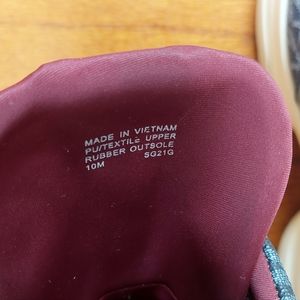 MADE IN VIETNAM
PU/TEXTILE UPPER
RUBBER OUTSOLE
10M SG21G